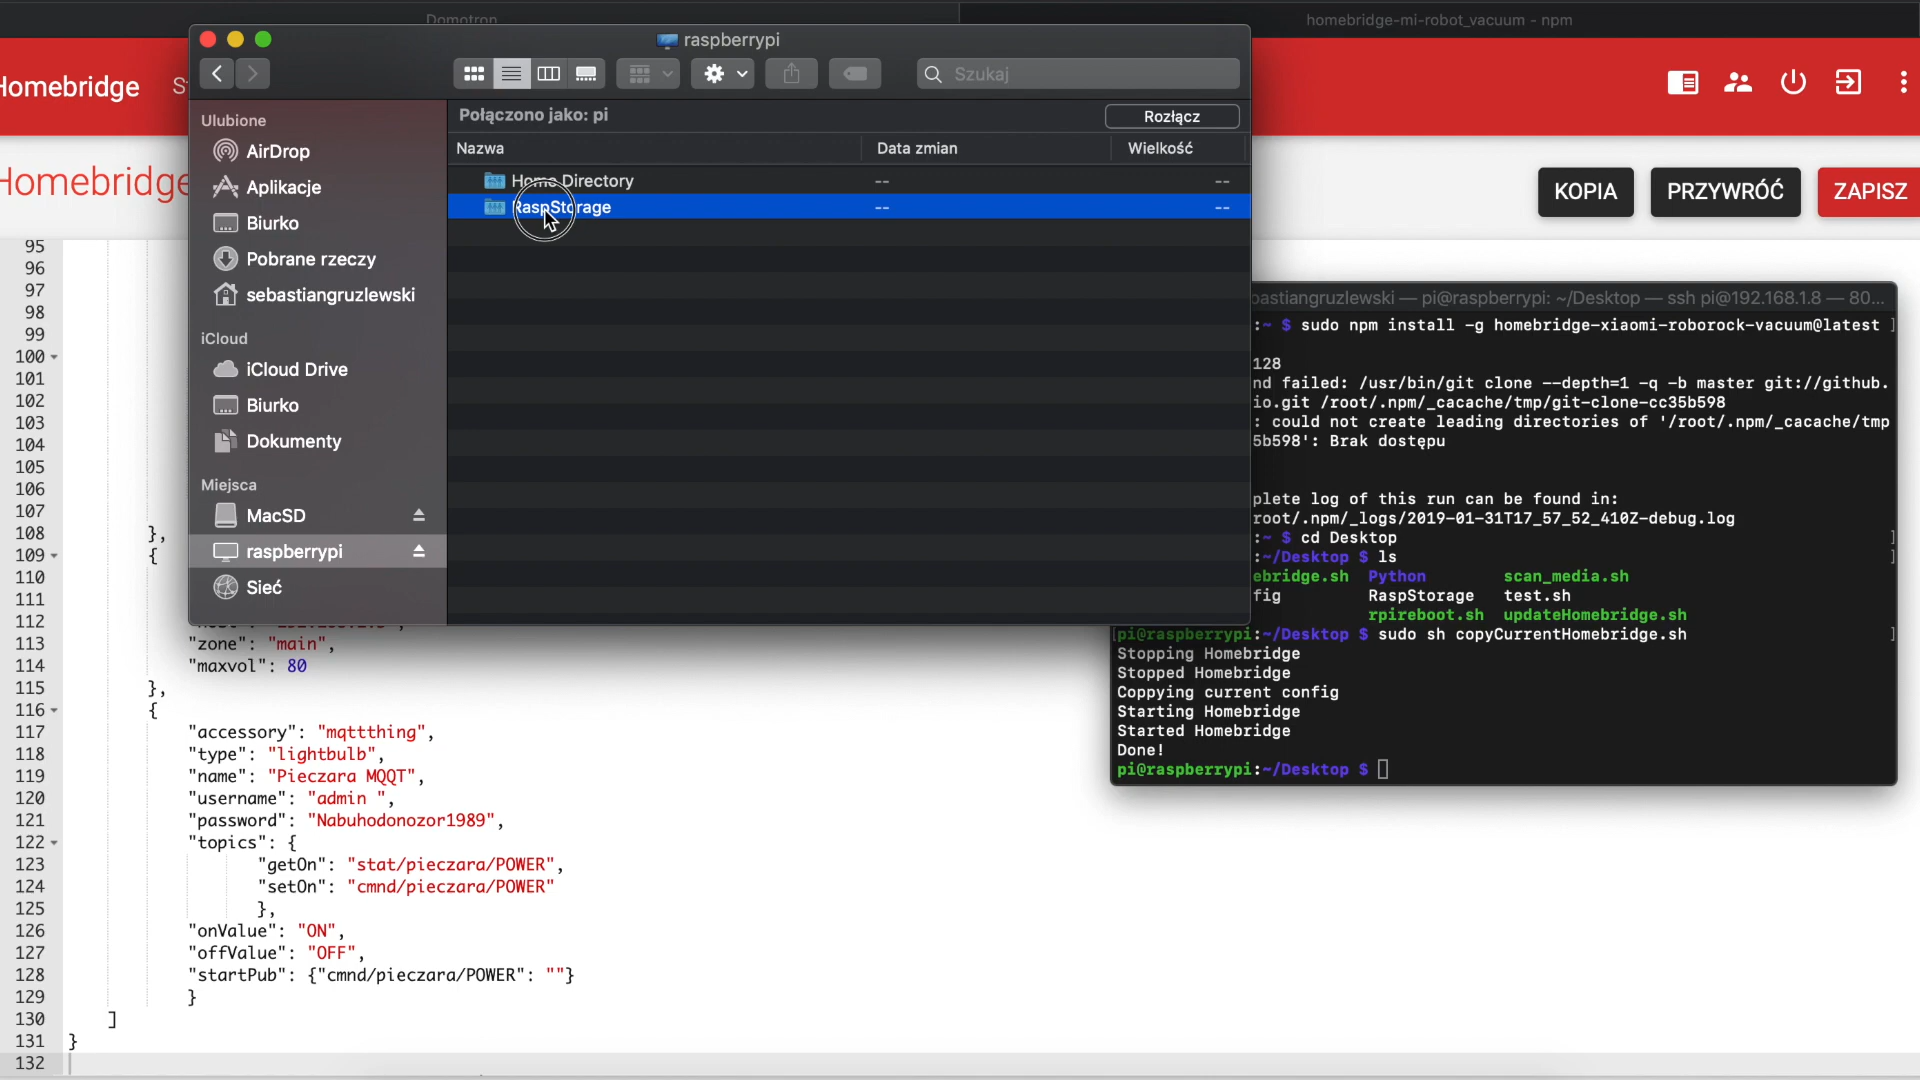 Domotron
homebridge-mi-robot_vacuum - npm
raspberrypi
Szukaj
Homebridge
Ulubione
AirDrop
Aplikacje
Biurko
Pobrane rzeczy
sebastiangruzlewski
iCloud
iCloud Drive
Biurko
Dokumenty
Miejsca
MacSD
raspberrypi
Sieć
Połączono jako: pi
Rozłącz
Nazwa Data zmian Wielkość
Home Directory -- --
RaspStorage -- --
Homebridge
KOPIA PRZYWRÓĆ ZAPISZ
95
96
97
98
99
100
101
102
103
104
105
106
107
108 },
109 {
110
111
112
113 "zone": "main",
114 "maxvol": 80
115 },
116 {
117 "accessory": "mqttthing",
118 "type": "lightbulb",
119 "name": "Pieczara MQQT",
120 "username": "admin ",
121 "password": "Nabuhodonozor1989",
122 "topics": {
123 "getOn": "stat/pieczara/POWER",
124 "setOn": "cmnd/pieczara/POWER"
125 },
126 "onValue": "ON",
127 "offValue": "OFF",
128 "startPub": {"cmnd/pieczara/POWER": ""}
129 }
130 ]
131 }
132
bastiangruzlewski — pi@raspberrypi: ~/Desktop — ssh pi@192.168.1.8 — 80...
:~ $ sudo npm install -g homebridge-xiaomi-roborock-vacuum@latest ]
128
nd failed: /usr/bin/git clone --depth=1 -q -b master git://github.
io.git /root/.npm/_cacache/tmp/git-clone-cc35b598
: could not create leading directories of '/root/.npm/_cacache/tmp
5b598': Brak dostępu
plete log of this run can be found in:
root/.npm/_logs/2019-01-31T17_57_52_410Z-debug.log
:~ $ cd Desktop ]
:~/Desktop $ ls ]
ebridge.sh Python scan_media.sh
fig RaspStorage test.sh
rpireboot.sh updateHomebridge.sh
[pi@raspberrypi:~/Desktop $ sudo sh copyCurrentHomebridge.sh ]
Stopping Homebridge
Stopped Homebridge
Coppying current config
Starting Homebridge
Started Homebridge
Done!
pi@raspberrypi:~/Desktop $